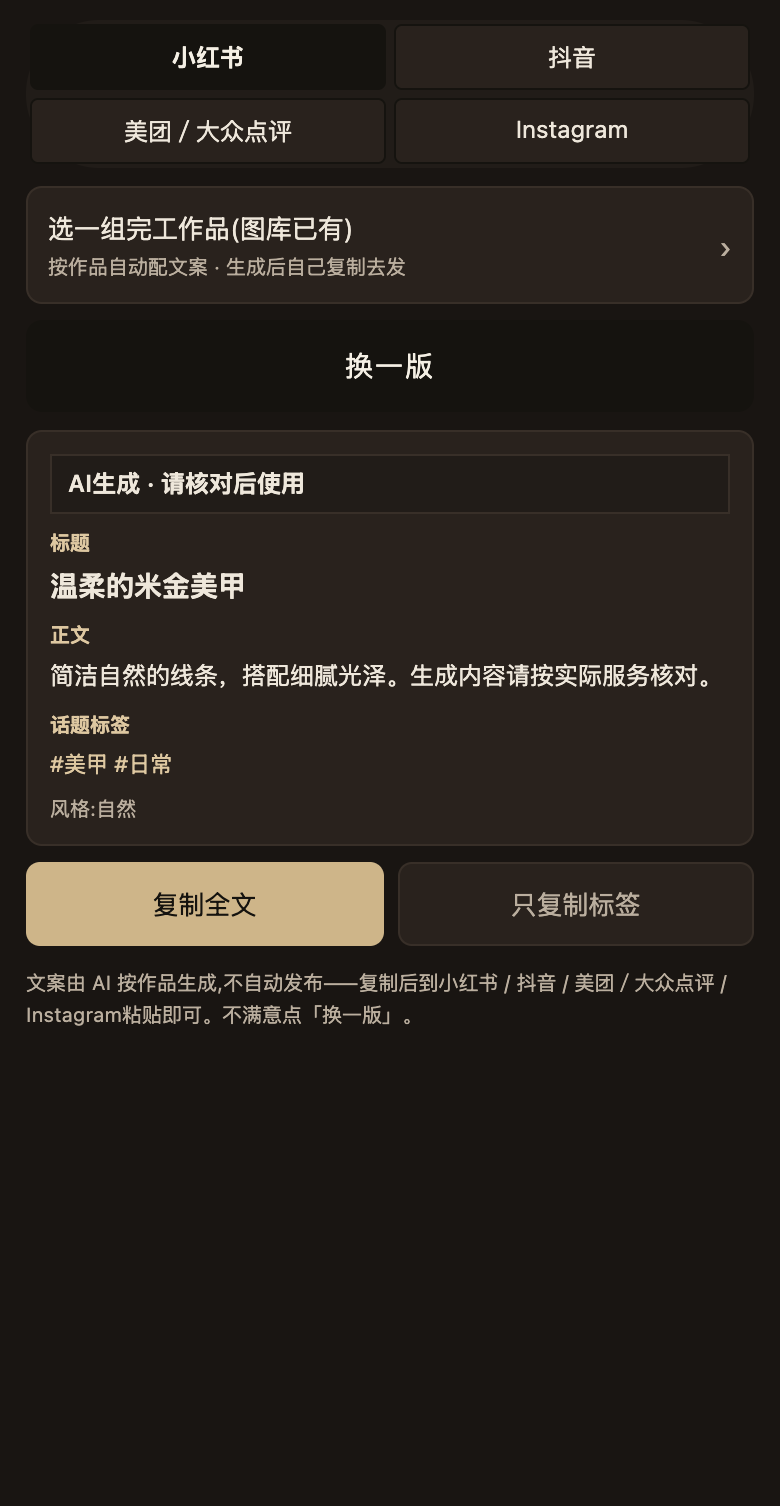 小红书
抖音
美团 / 大众点评
Instagram
选一组完工作品(图库已有)
按作品自动配文案 · 生成后自己复制去发
›
换一版
AI生成 · 请核对后使用
标题
温柔的米金美甲
正文
简洁自然的线条，搭配细腻光泽。生成内容请按实际服务核对。
话题标签
#美甲 #日常
风格:自然
复制全文
只复制标签
文案由 AI 按作品生成,不自动发布——复制后到小红书 / 抖音 / 美团 / 大众点评 /
Instagram粘贴即可。不满意点「换一版」。